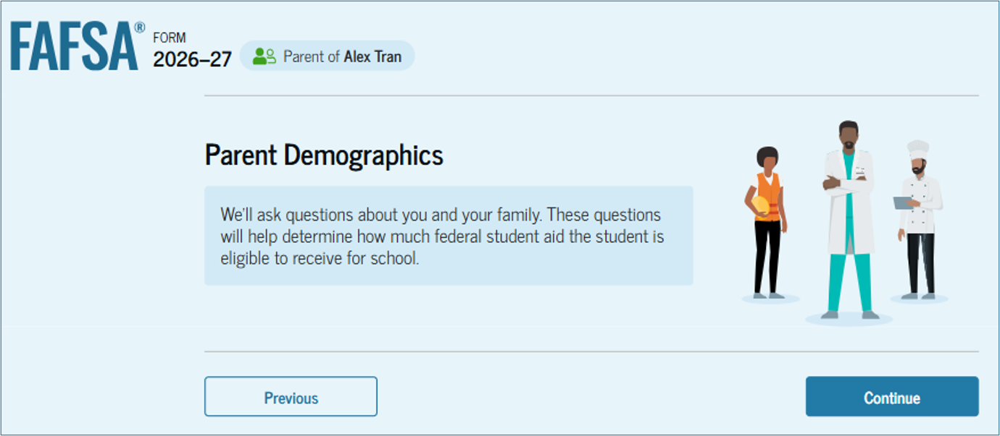 FAFSA®
FORM
2026–27
Parent of Alex Tran
Parent Demographics
We'll ask questions about you and your family. These questions
will help determine how much federal student aid the student is
eligible to receive for school.
Previous
Continue